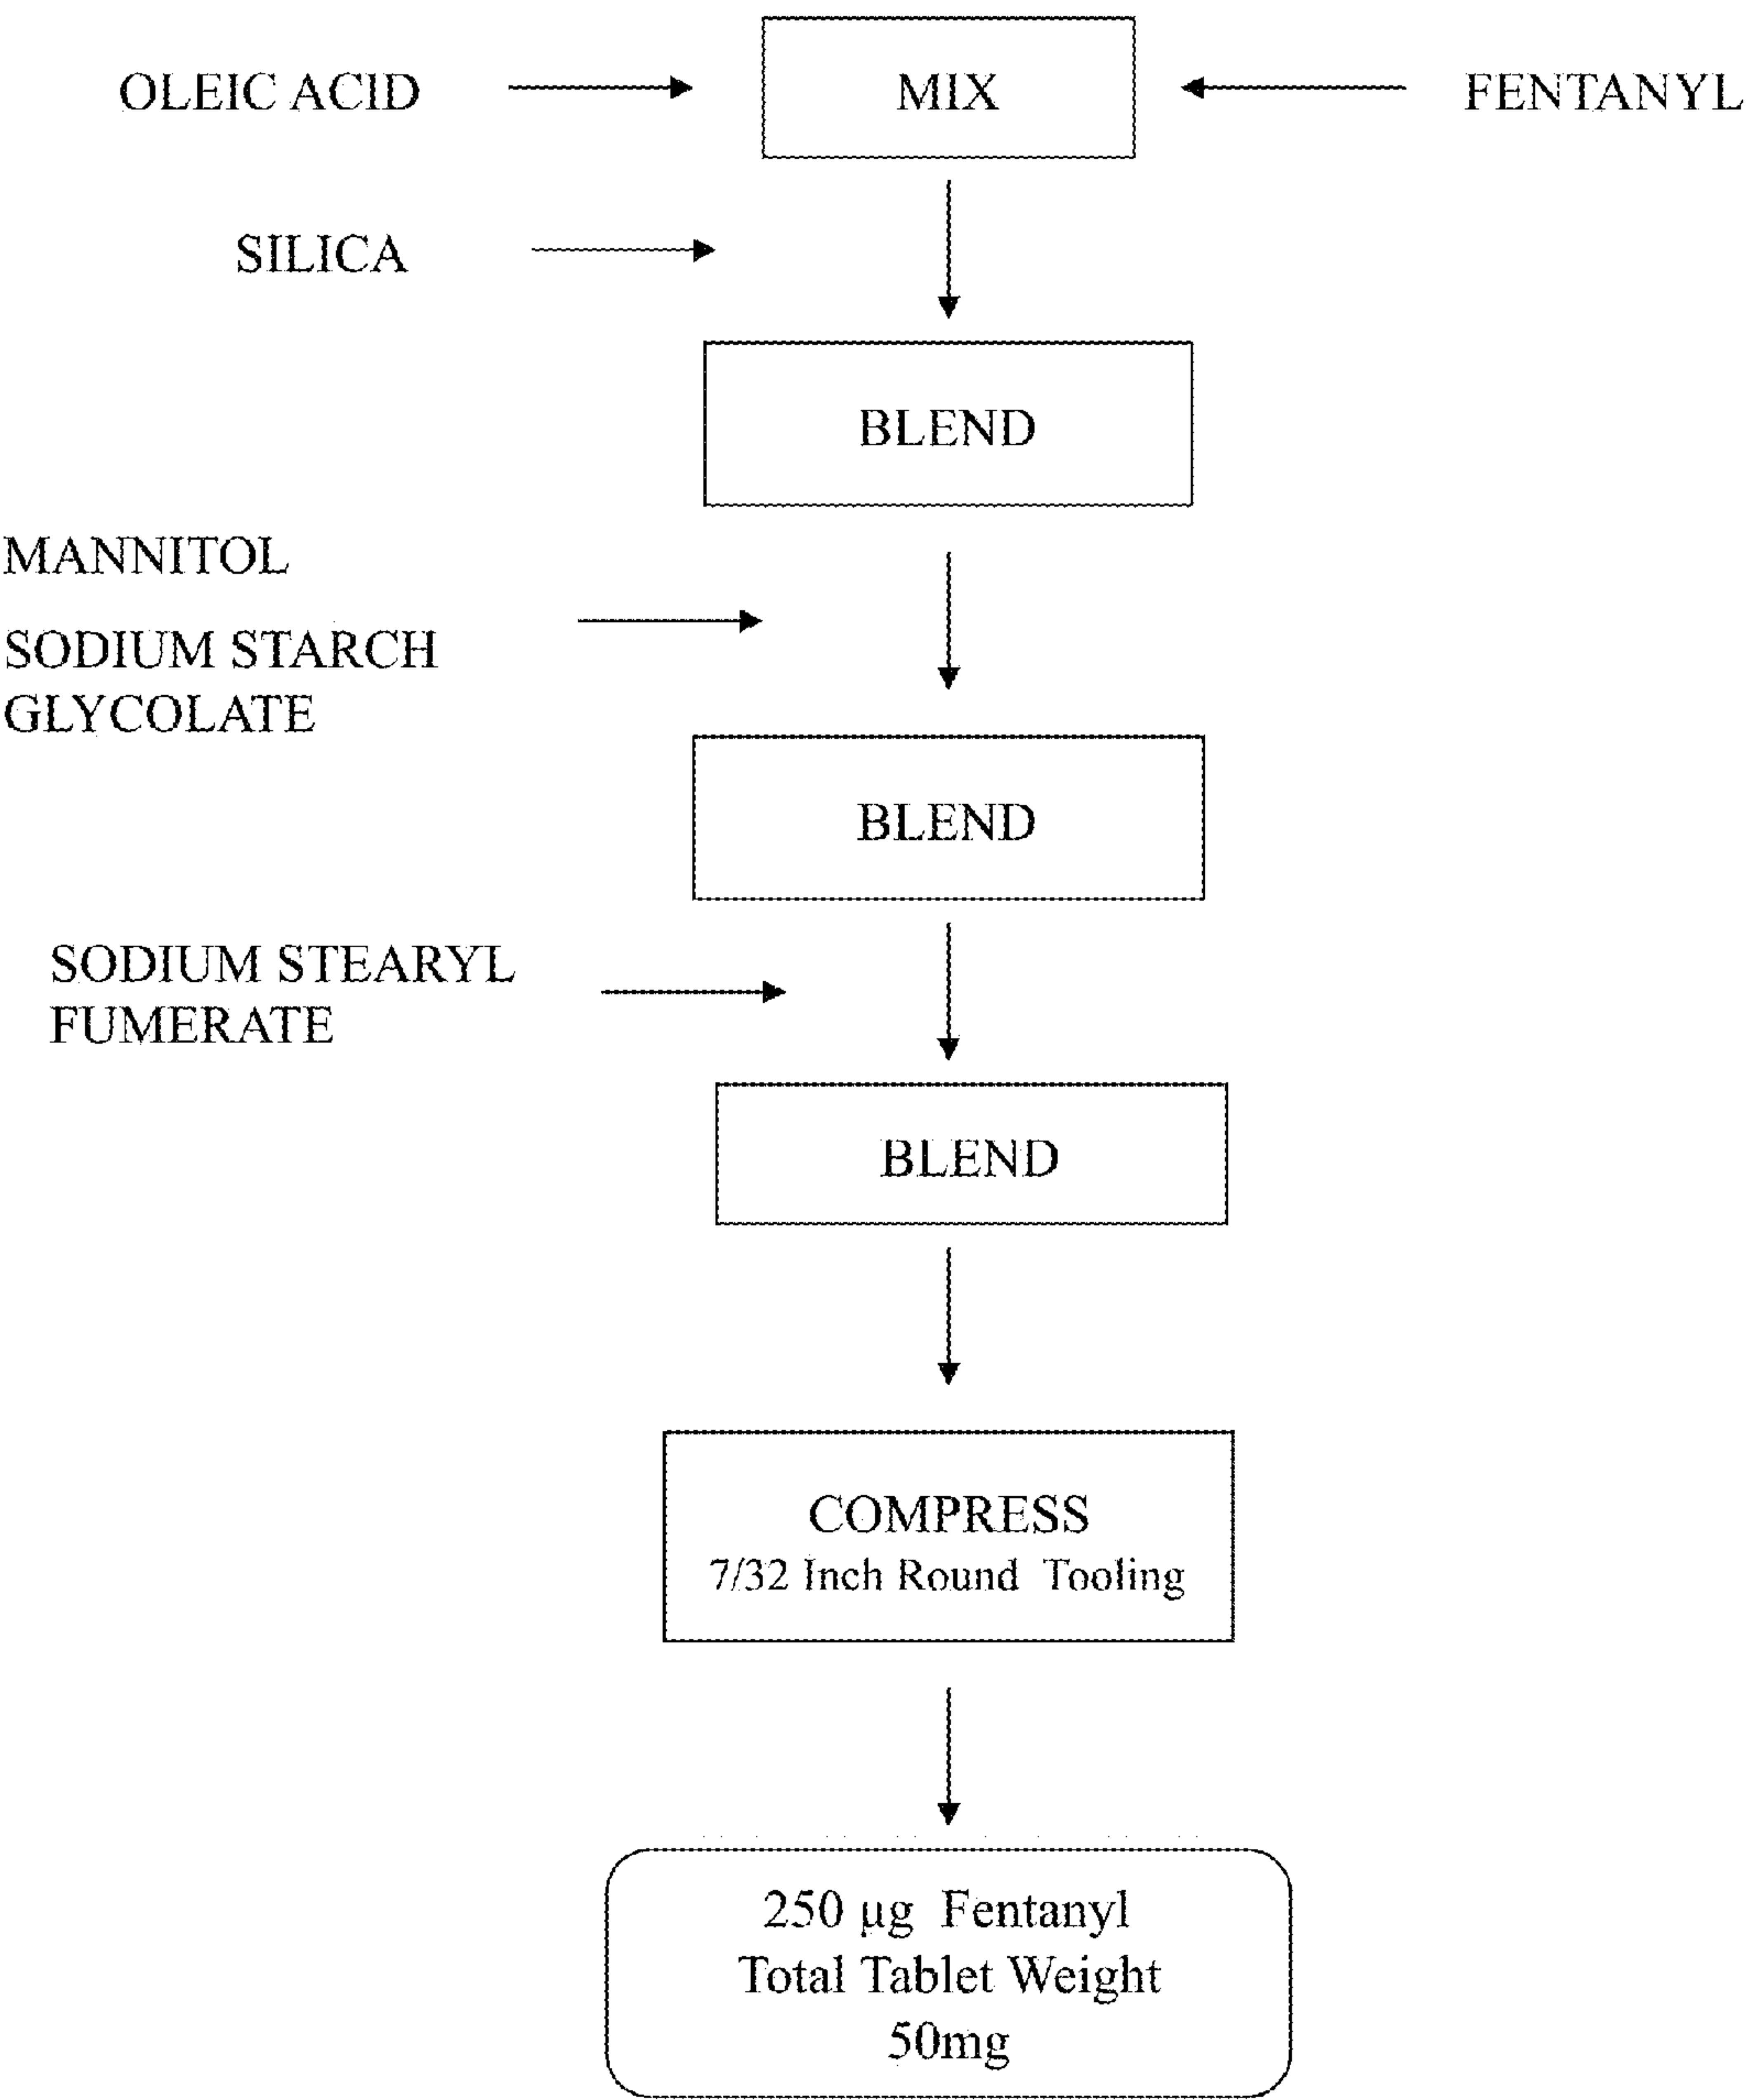 OLEIC ACID
MIX
FENTANYL
SILICA
BLEND
MANNITOL
SODIUM STARCH
GLYCOLATE
BLEND
SODIUM STEARYL
FUMERATE
BLEND
COMPRESS
7/32 Inch Round Tooling
250 µg Fentanyl
Total Tablet Weight
50mg